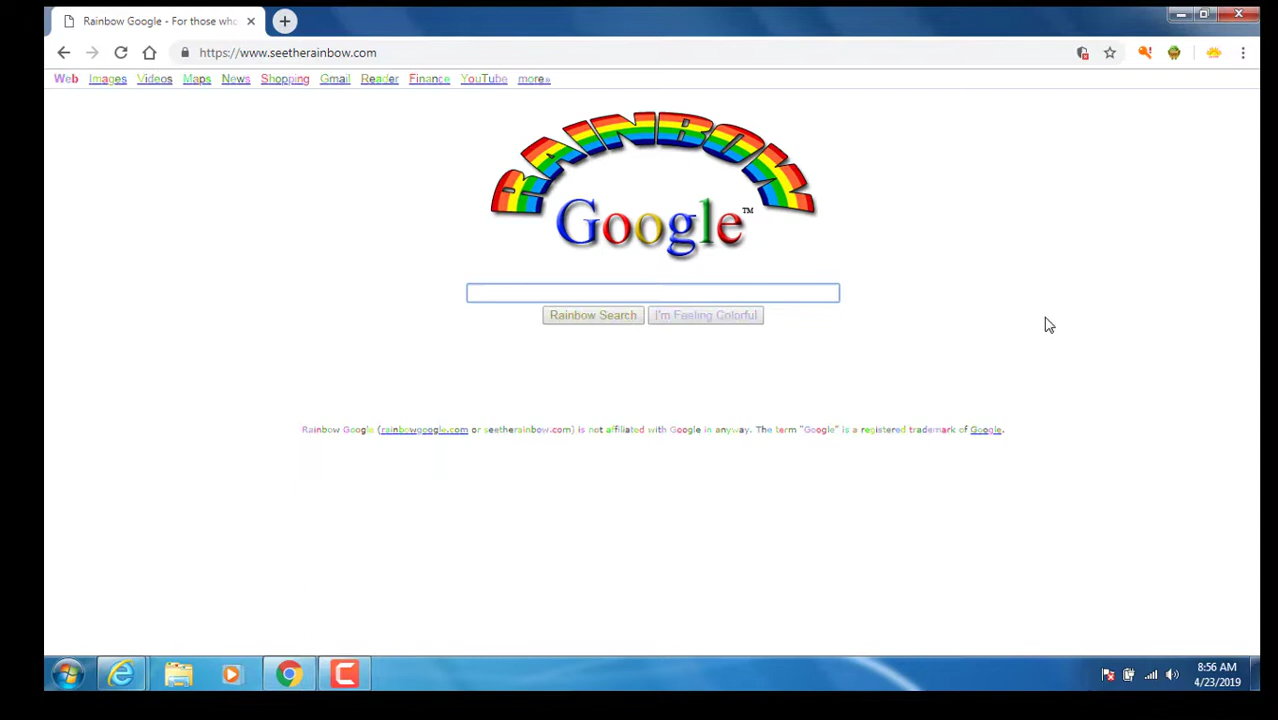 Rainbow Google - For those who
https://www.seetherainbow.com
Web Images Videos Maps News Shopping Gmail Reader Finance YouTube more»
RAINBOW
Google™
Rainbow Search I'm Feeling Colorful
Rainbow Google (rainbowgoogle.com or seetherainbow.com) is not affiliated with Google in anyway. The term "Google" is a registered trademark of Google.
8:56 AM
4/23/2019